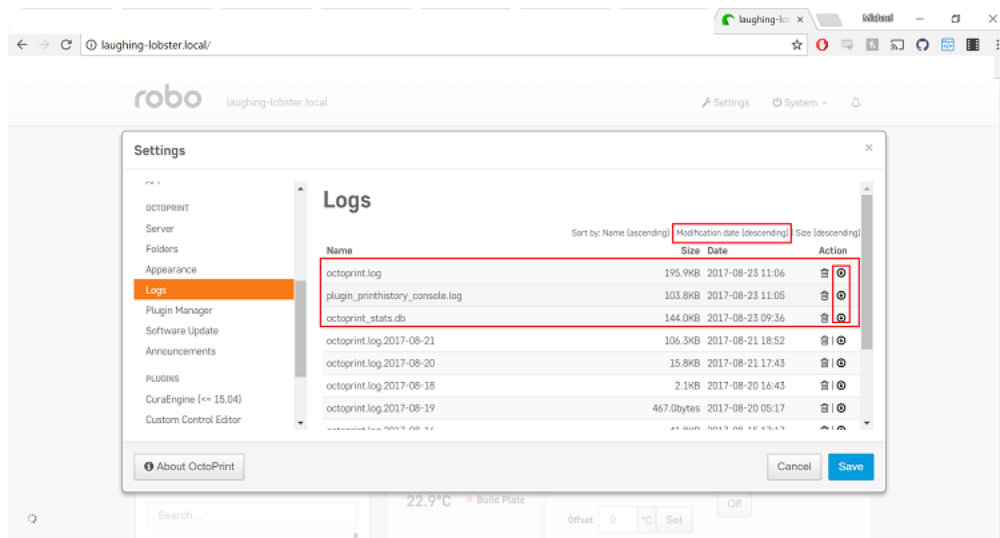 laughing-lol
Michael
laughing-lobster.local/
robo
laughing-lobster.local
Settings
System
Settings
OCTOPRINT
Server
Folders
Appearance
Logs
Plugin Manager
Software Update
Announcements
PLUGINS
CuraEngine (<= 15.04)
Custom Control Editor
Logs
Sort by: Name (ascending) | Modification date (descending) | Size (descending)
Name Size Date Action
octoprint.log 195.9KB 2017-08-23 11:06
plugin_printhistory_console.log 103.8KB 2017-08-23 11:05
octoprint_stats.db 144.0KB 2017-08-23 09:36
octoprint.log.2017-08-21 106.3KB 2017-08-21 18:52 |
octoprint.log.2017-08-20 15.8KB 2017-08-21 17:43 |
octoprint.log.2017-08-18 2.1KB 2017-08-20 16:43 |
octoprint.log.2017-08-19 467.0bytes 2017-08-20 05:17 |
About OctoPrint
Cancel
Save
Search...
22.9°C
Build Plate
Offset 0 °C Set
Off